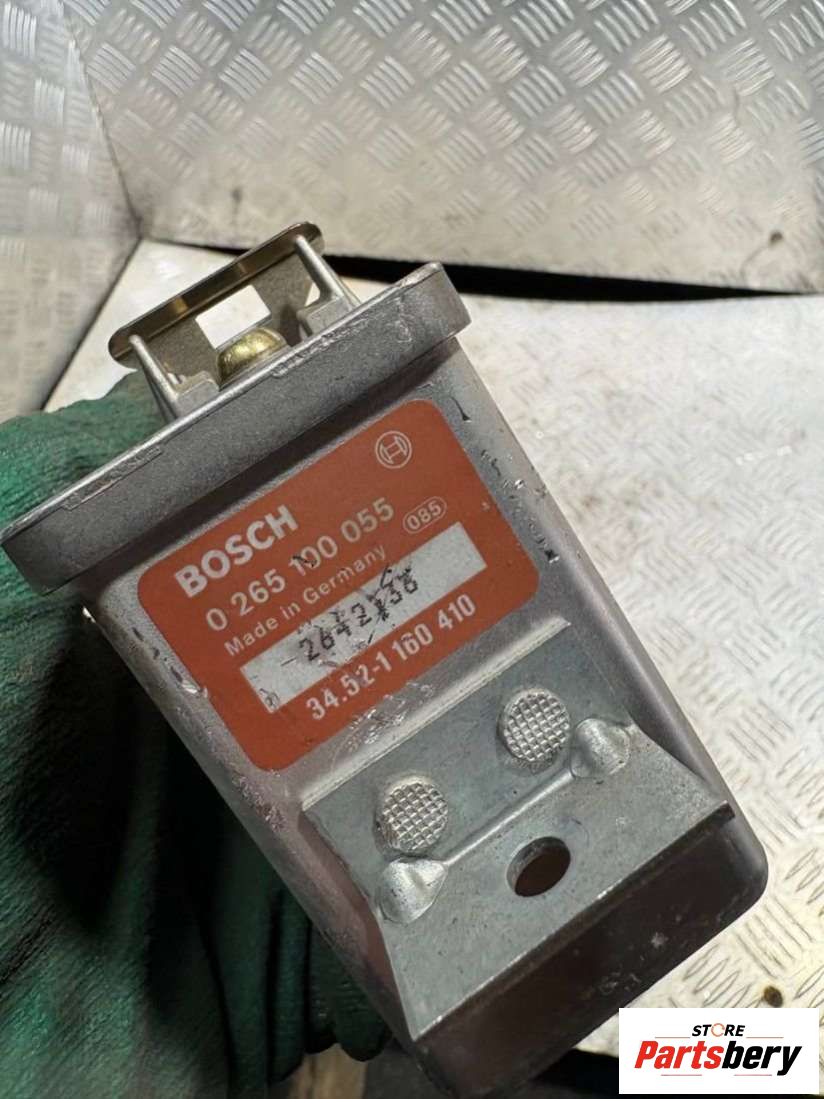 BOSCH
0 265 100 055
085
Made in Germany
34.52-1 160 410
STORE
Partsbery